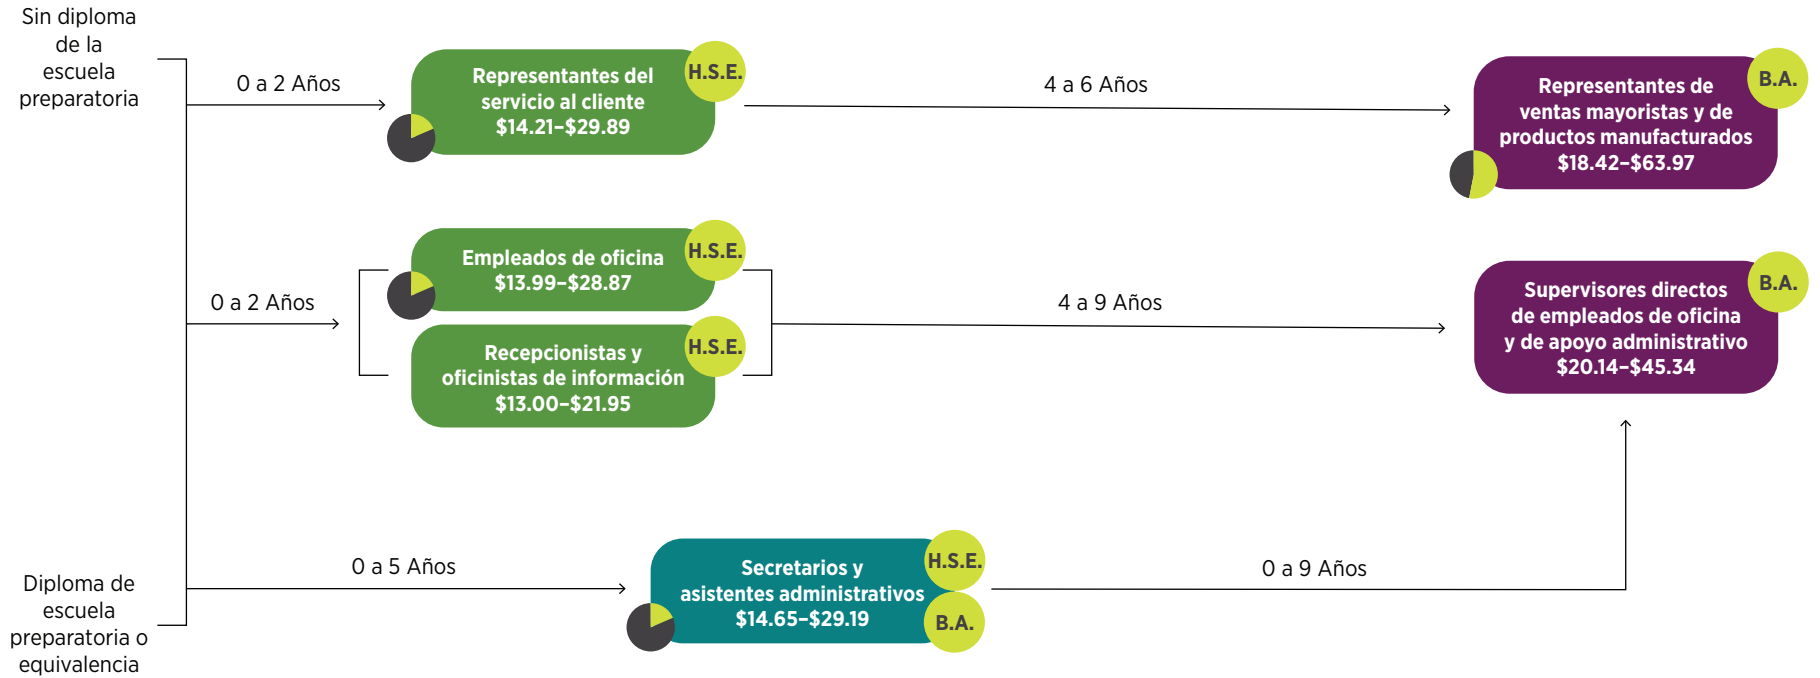 Sin diploma
de la
escuela
preparatoria
0 a 2 Años
Representantes del
servicio al cliente
$14.21–$29.89
H.S.E.
4 a 6 Años
Representantes de
ventas mayoristas y de
productos manufacturados
$18.42–$63.97
B.A.
0 a 2 Años
Empleados de oficina
$13.99–$28.87
H.S.E.
Recepcionistas y
oficinistas de información
$13.00–$21.95
H.S.E.
4 a 9 Años
Supervisores directos
de empleados de oficina
y de apoyo administrativo
$20.14–$45.34
B.A.
Diploma de
escuela
preparatoria o
equivalencia
0 a 5 Años
Secretarios y
asistentes administrativos
$14.65–$29.19
H.S.E.
B.A.
0 a 9 Años